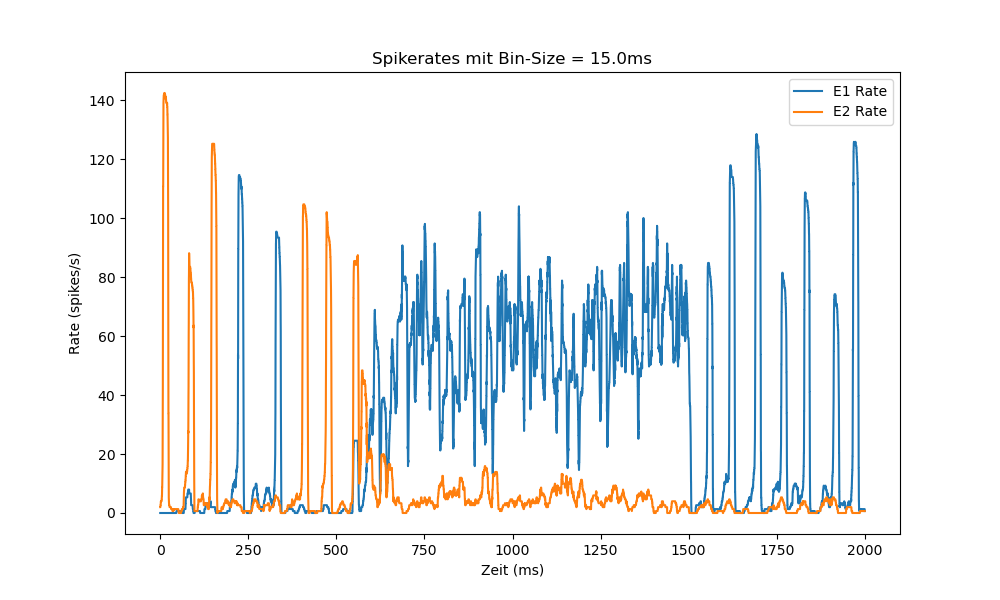 Spikerates mit Bin-Size = 15.0ms
E1 Rate
E2 Rate
140
120
100
80
60
40
20
0
Rate (spikes/s)
0 250 500 750 1000 1250 1500 1750 2000
Zeit (ms)